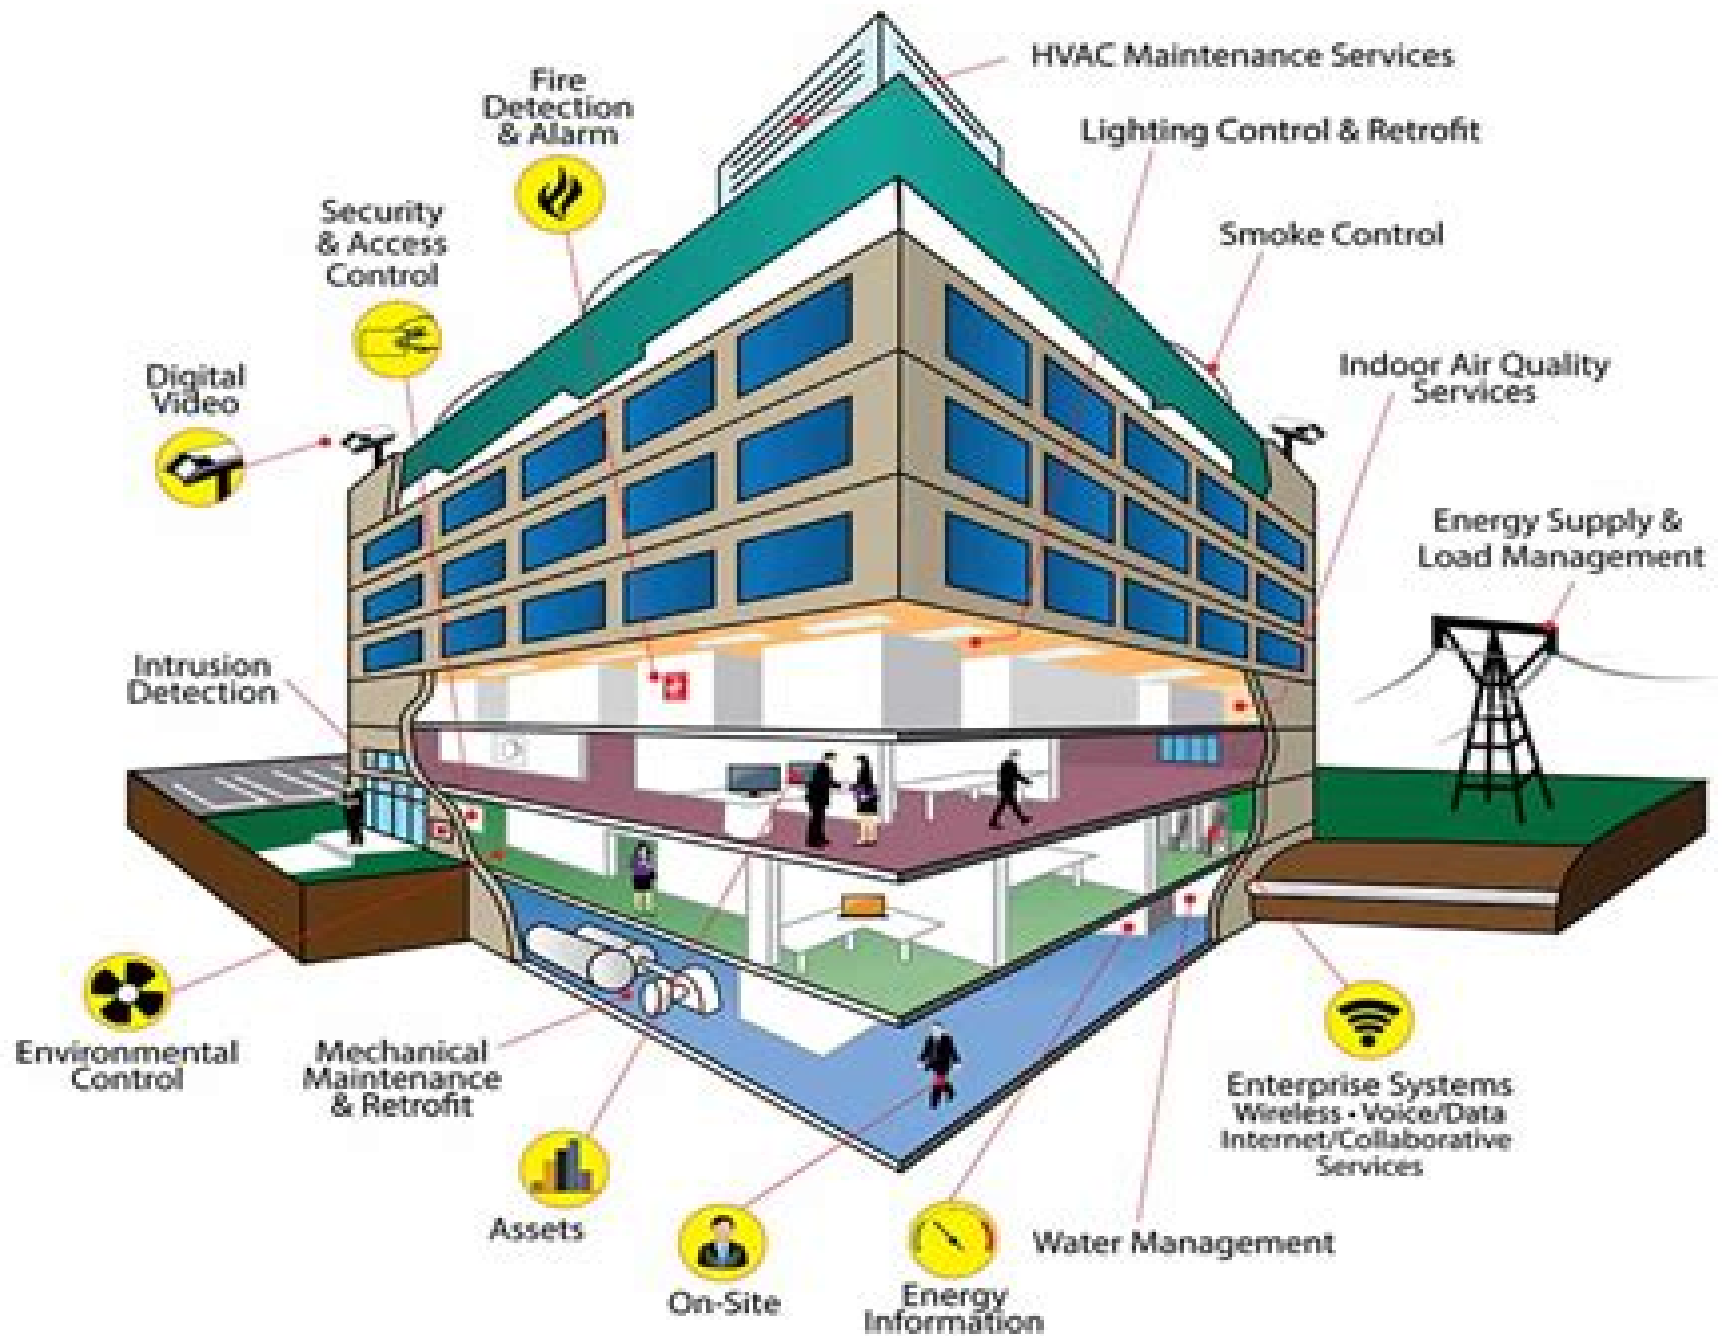 HVAC Maintenance Services
Fire
Detection
& Alarm
Lighting Control & Retrofit
Security
& Access
Control
Smoke Control
Digital
Video
Indoor Air Quality
Services
Energy Supply &
Load Management
Intrusion
Detection
Environmental
Control
Mechanical
Maintenance
& Retrofit
Enterprise Systems
Wireless • Voice/Data
Internet/Collaborative
Services
Assets
On-Site
Energy
Information
Water Management